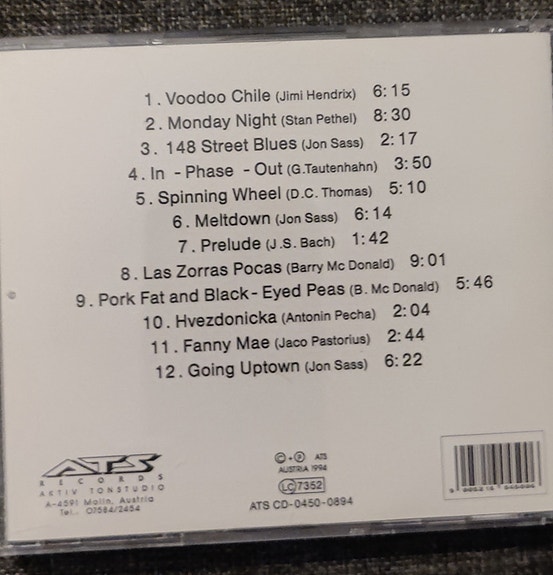 1. Voodoo Chile (Jimi Hendrix) 6:15
2. Monday Night (Stan Pethel) 8:30
3. 148 Street Blues (Jon Sass) 2:17
4. In - Phase - Out (G.Tautenhahn) 3:50
5. Spinning Wheel (D.C. Thomas) 5:10
6. Meltdown (Jon Sass) 6:14
7. Prelude (J.S. Bach) 1:42
8. Las Zorras Pocas (Barry Mc Donald) 9:01
9. Pork Fat and Black-Eyed Peas (B. Mc Donald) 5:46
10. Hvezdonicka (Antonin Pecha) 2:04
11. Fanny Mae (Jaco Pastorius) 2:44
12. Going Uptown (Jon Sass) 6:22
ATS
RECORDS
AKTIV TONSTUDIO
A-4591 Molln, Austria
Tel.: 07584/2454
©+℗ ATS
AUSTRIA 1994
LC 7352
ATS CD-0450-0894